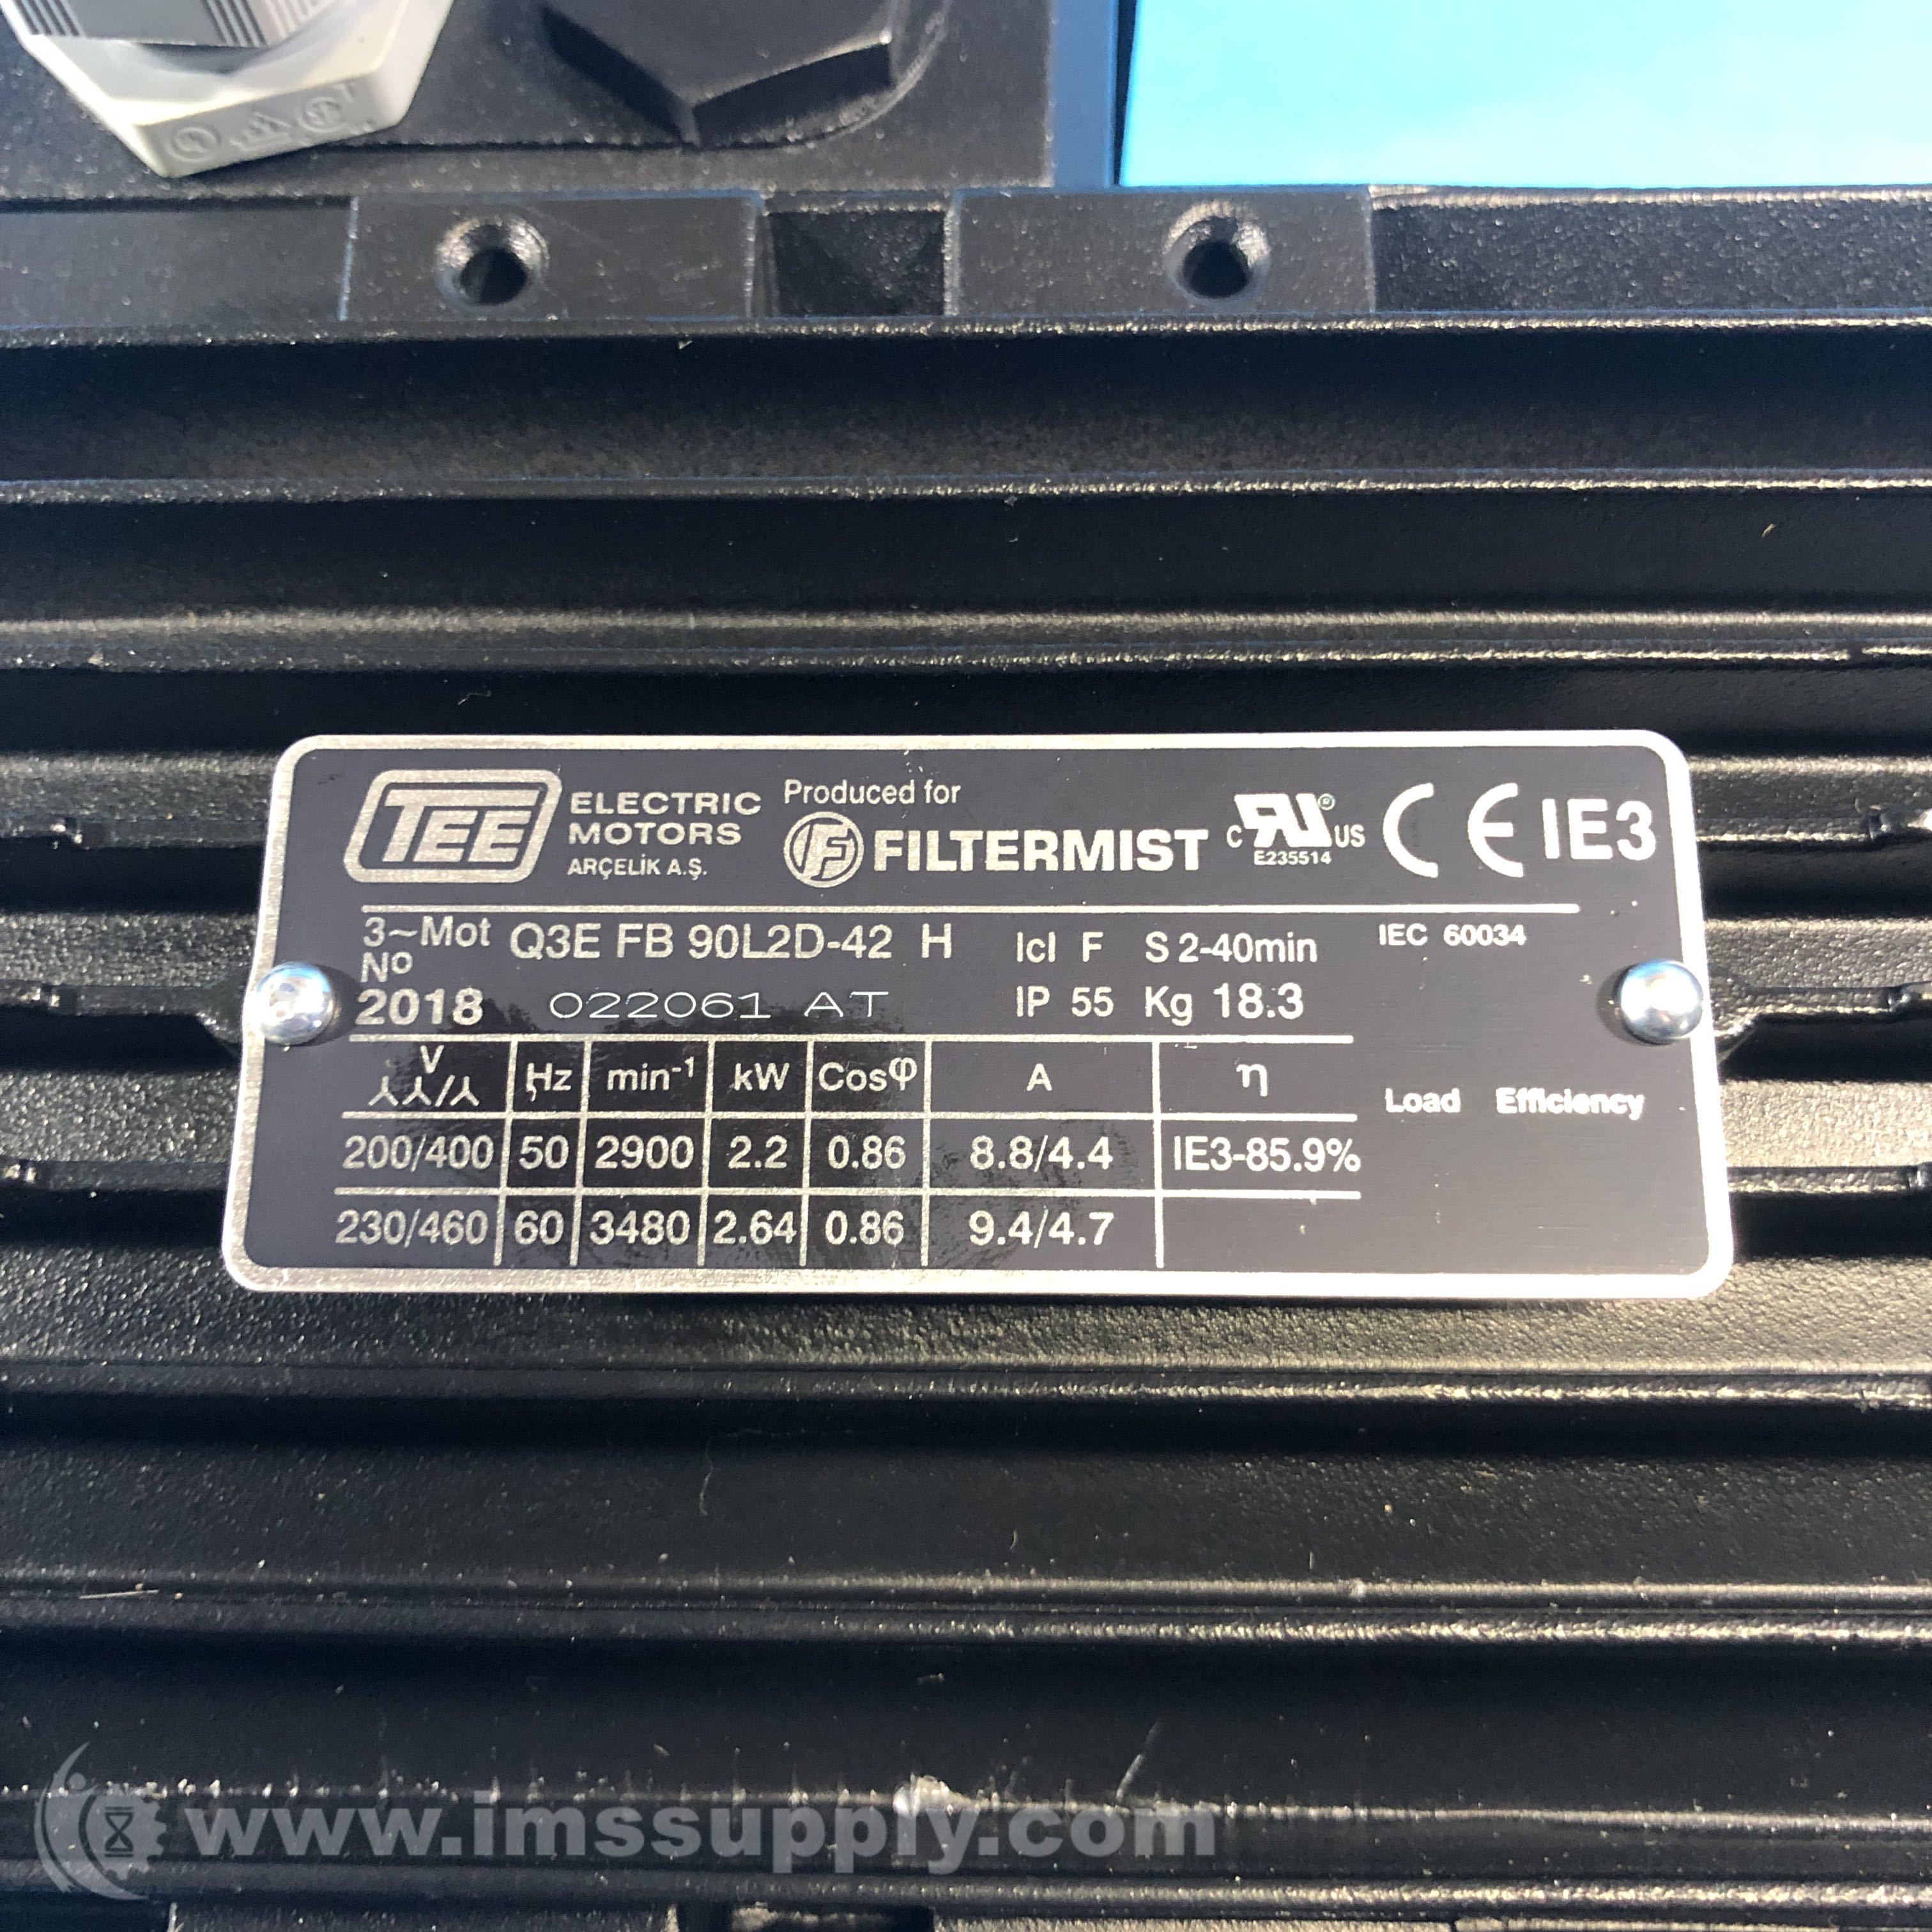 TEE ELECTRIC MOTORS ARÇELİK A.Ş.
Produced for
FILTERMIST
c RU® US
E235514
CE IE3
3~Mot Q3E FB 90L2D-42 H Icl F S 2-40min IEC 60034
Nº
2018 022061 AT IP 55 Kg 18.3
V Hz min-1 kW Cosφ A η
⅄⅄/⅄ Load Efficiency
200/400 50 2900 2.2 0.86 8.8/4.4 IE3-85.9%
230/460 60 3480 2.64 0.86 9.4/4.7
www.imssupply.com